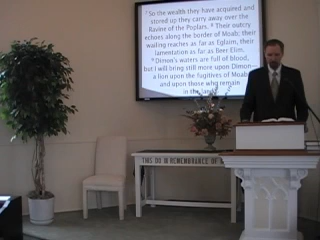 ⁷ So the wealth they have acquired and
stored up they carry away over the
Ravine of the Poplars. ⁸ Their outcry
echoes along the border of Moab; their
wailing reaches as far as Eglaim, their
lamentation as far as Beer Elim.
⁹ Dimon's waters are full of blood,
but I will bring still more upon Dimon—
a lion upon the fugitives of Moab
and upon those who remain
in the land.
THIS DO IN REMEMBRANCE OF